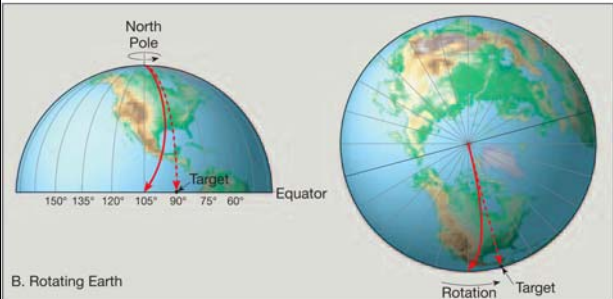 North
Pole
Target
Equator
150° 135° 120° 105° 90° 75° 60°
B. Rotating Earth
Rotation
Target